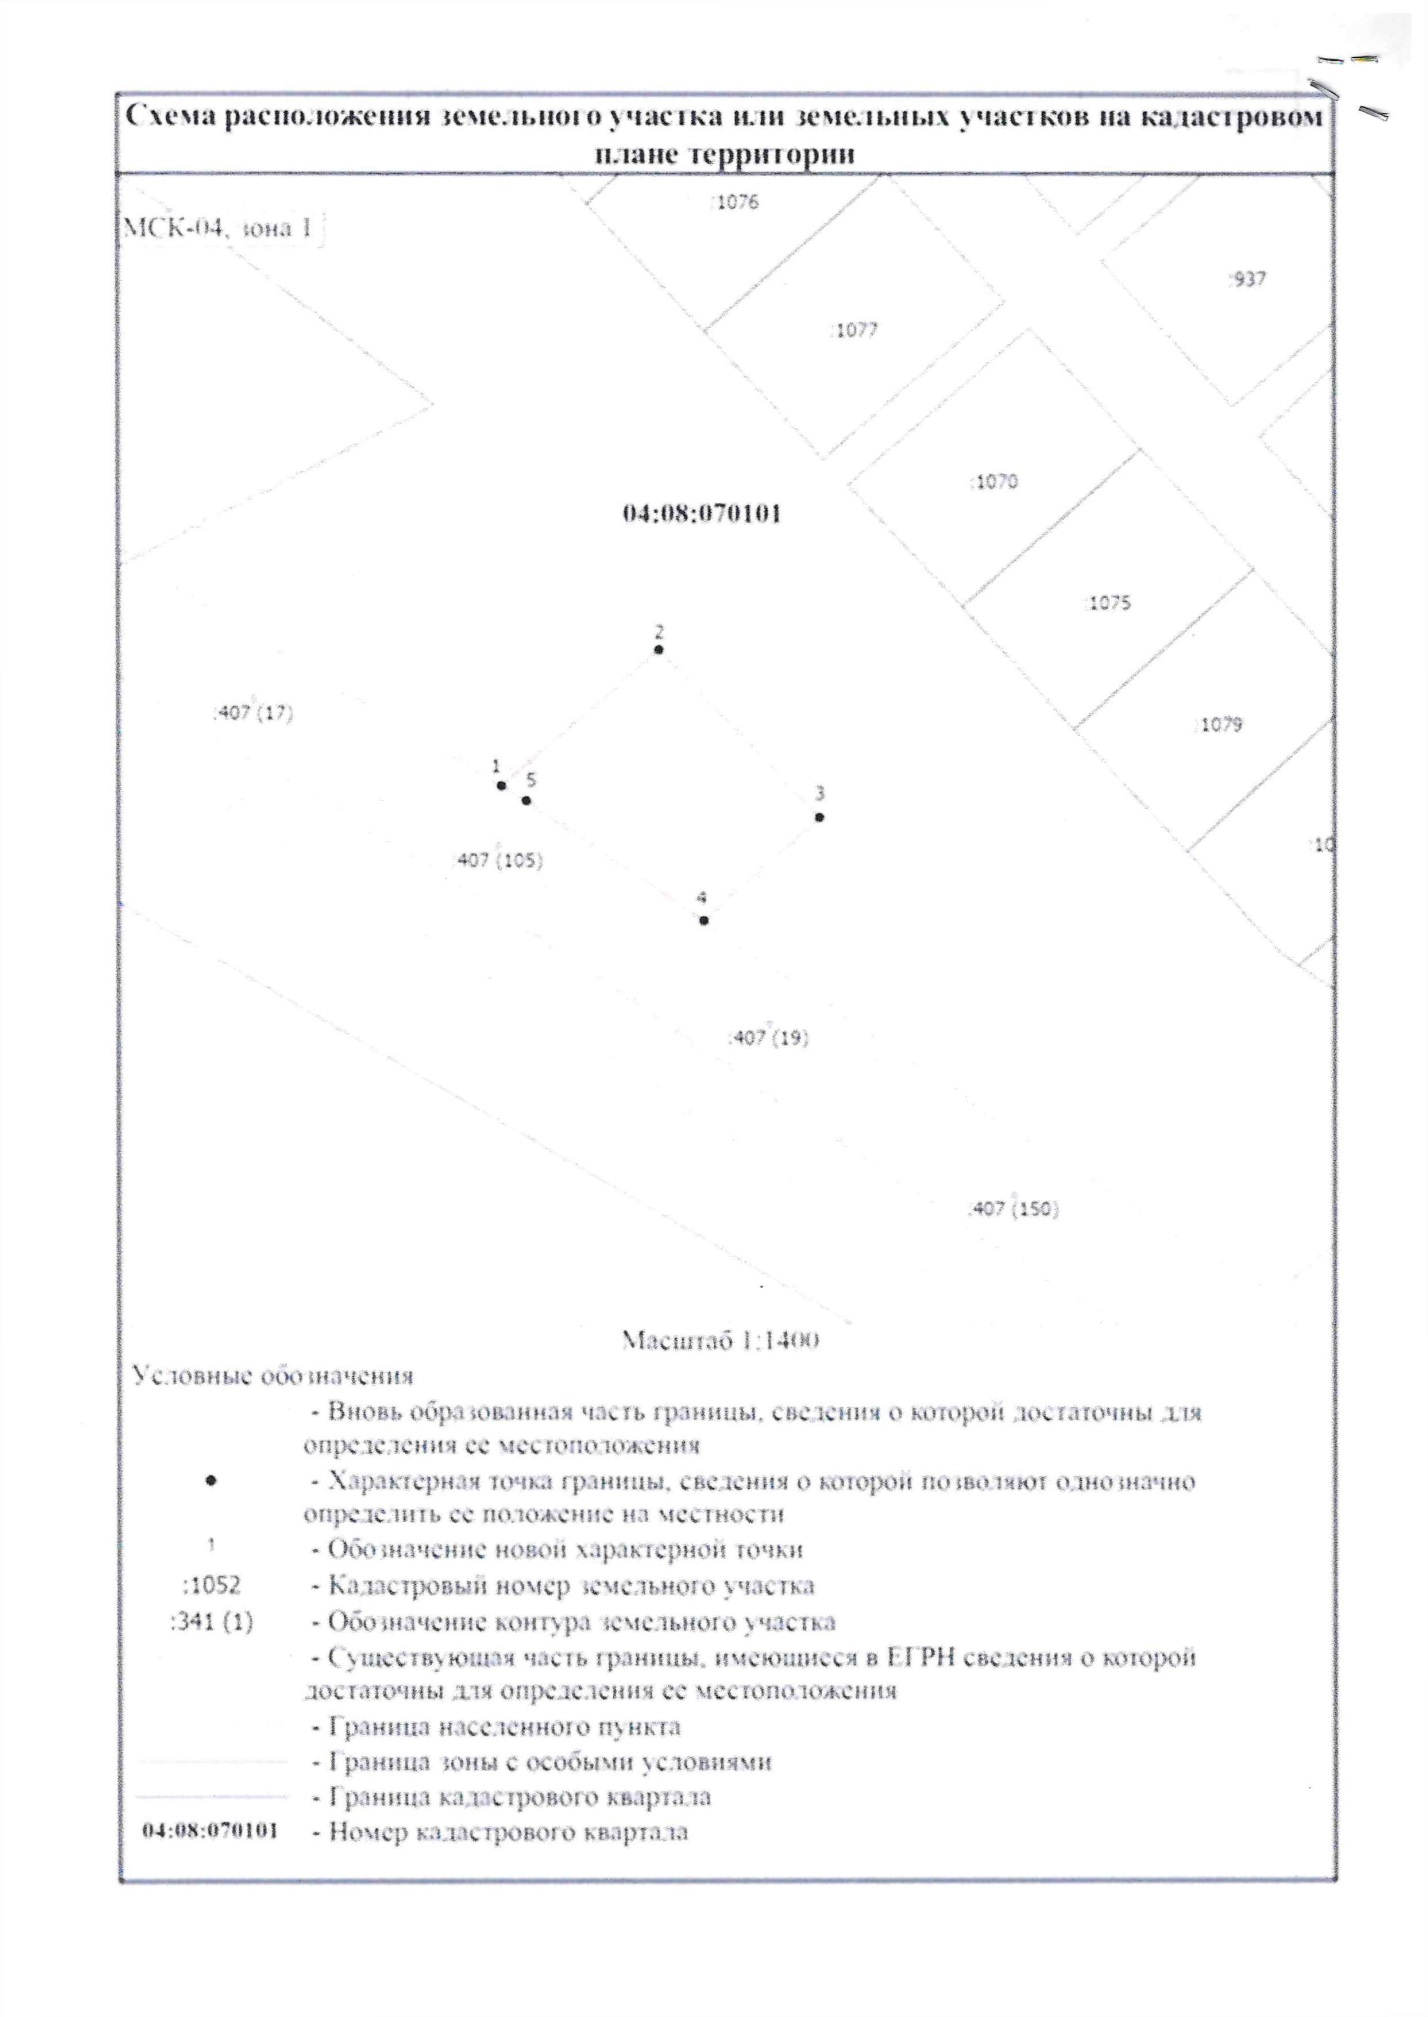 Схема расположения земельного участка или земельных участков на кадастровом
плане территории
МСК-04, зона 1
:1076
:937
:1077
:1070
04:08:070101
:1075
2
:407 (17)
:1079
1
5
3
:10
407 (105)
4
:407 (19)
:407 (150)
Масштаб 1:1400
Условные обозначения
- Вновь образованная часть границы, сведения о которой достаточны для
определения ее местоположения
- Характерная точка границы, сведения о которой позволяют однозначно
определить ее положение на местности
1 - Обозначение новой характерной точки
:1052 - Кадастровый номер земельного участка
:341 (1) - Обозначение контура земельного участка
- Существующая часть границы, имеющиеся в ЕГРН сведения о которой
достаточны для определения ее местоположения
- Граница населенного пункта
- Граница зоны с особыми условиями
- Граница кадастрового квартала
04:08:070101 - Номер кадастрового квартала